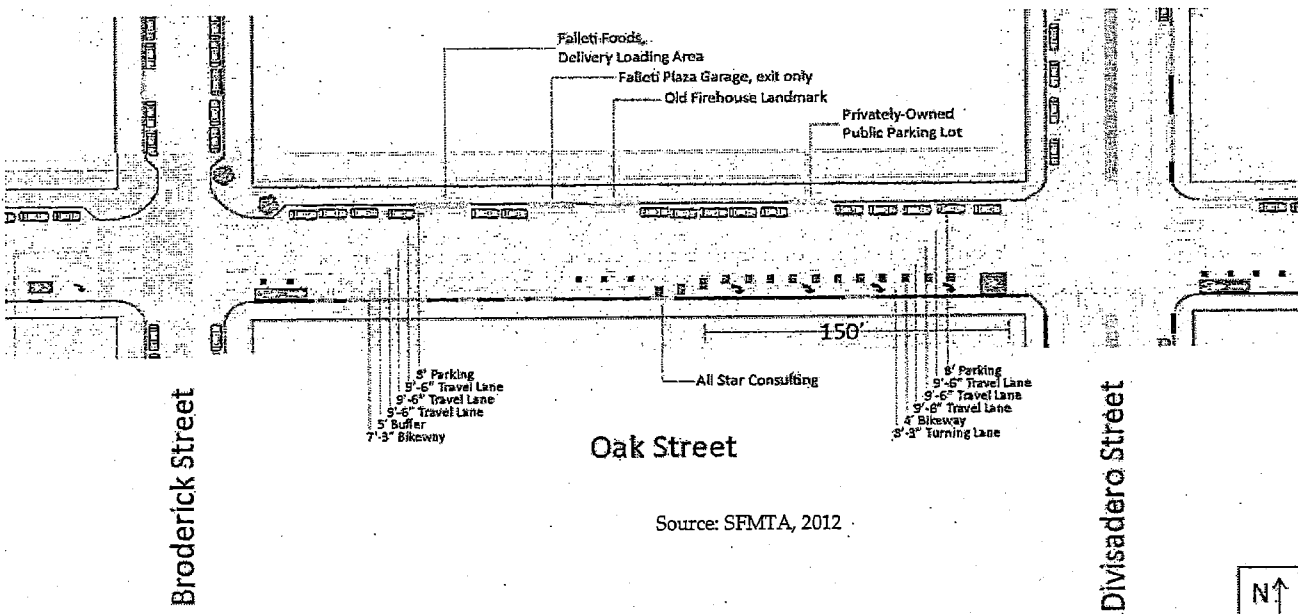 Falleti Foods,
Delivery Loading Area
Falleti Plaza Garage, exit only
Old Firehouse Landmark
Privately-Owned
Public Parking Lot
150'
All Star Consulting
8' Parking
9'-6" Travel Lane
9'-6" Travel Lane
9'-6" Travel Lane
5' Buffer
7'-3" Bikeway
8' Parking
9'-6" Travel Lane
9'-6" Travel Lane
9'-6" Travel Lane
4' Bikeway
8'-3" Turning Lane
Oak Street
Broderick Street
Divisadero Street
Source: SFMTA, 2012
N↑